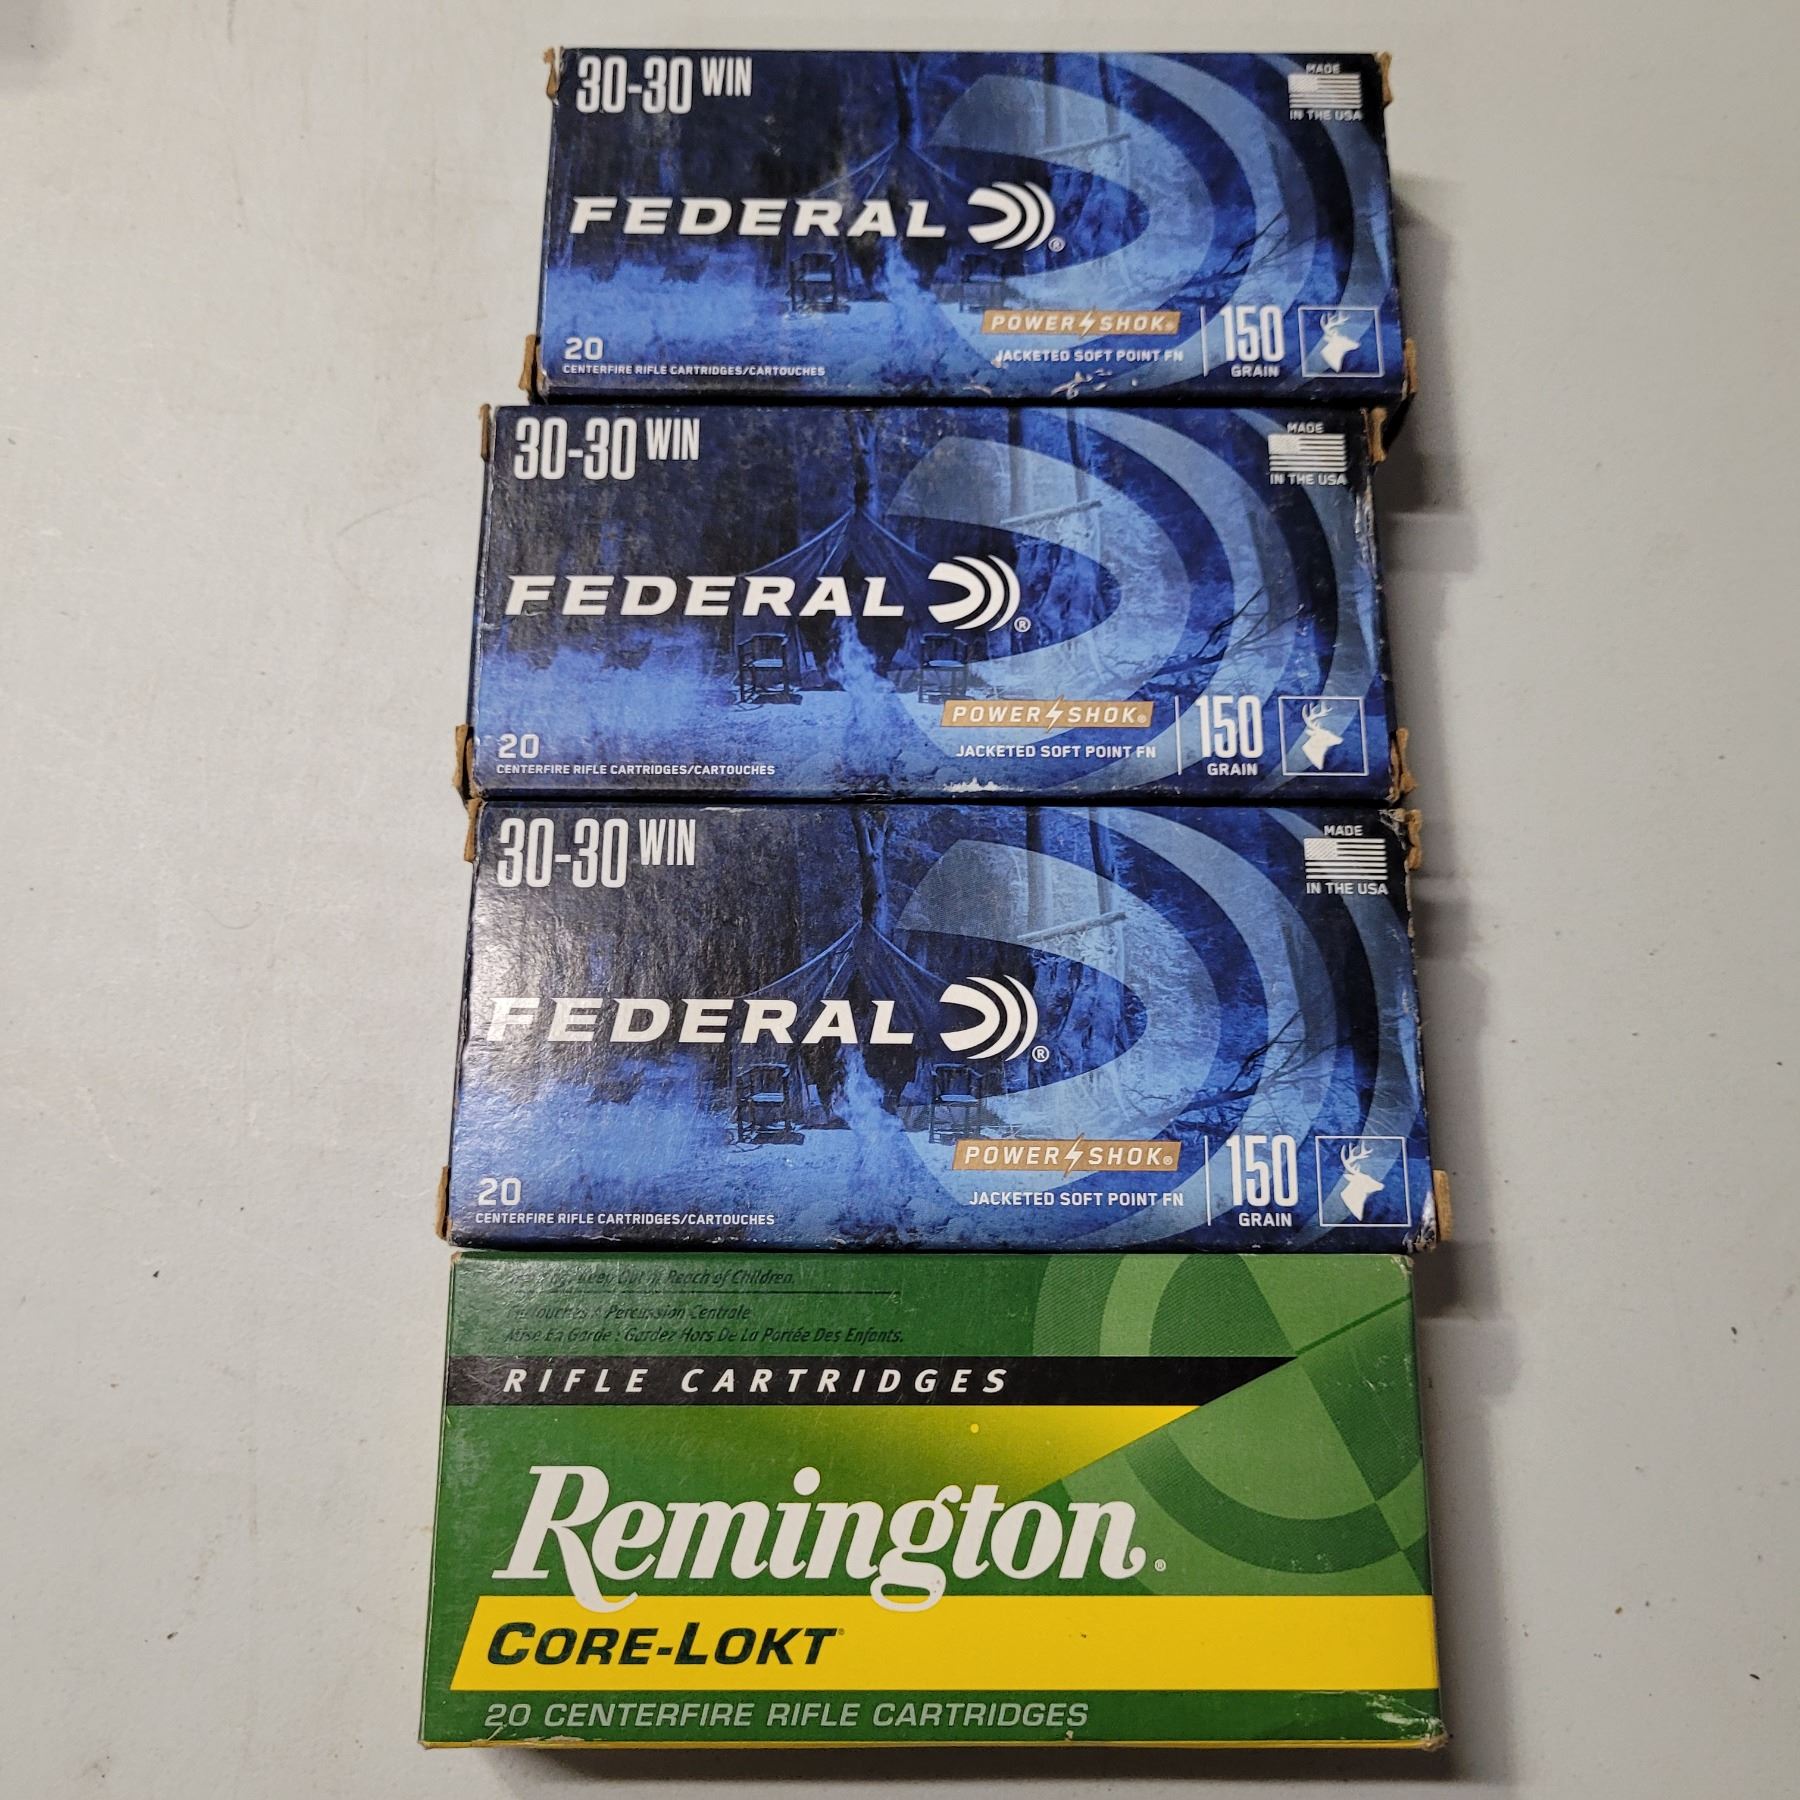 30-30 WIN
MADE
IN THE USA
FEDERAL ®
POWER SHOK®
JACKETED SOFT POINT FN
150
GRAIN
20
CENTERFIRE RIFLE CARTRIDGES/CARTOUCHES
30-30 WIN
MADE
IN THE USA
FEDERAL ®
POWER SHOK®
JACKETED SOFT POINT FN
150
GRAIN
20
CENTERFIRE RIFLE CARTRIDGES/CARTOUCHES
30-30 WIN
MADE
IN THE USA
FEDERAL ®
POWER SHOK®
JACKETED SOFT POINT FN
150
GRAIN
20
CENTERFIRE RIFLE CARTRIDGES/CARTOUCHES
Keep Out of Reach of Children.
Cartouches À Percussion Centrale
Mise En Garde : Gardez Hors De La Portée Des Enfants.
RIFLE CARTRIDGES
Remington®
CORE-LOKT
20 CENTERFIRE RIFLE CARTRIDGES